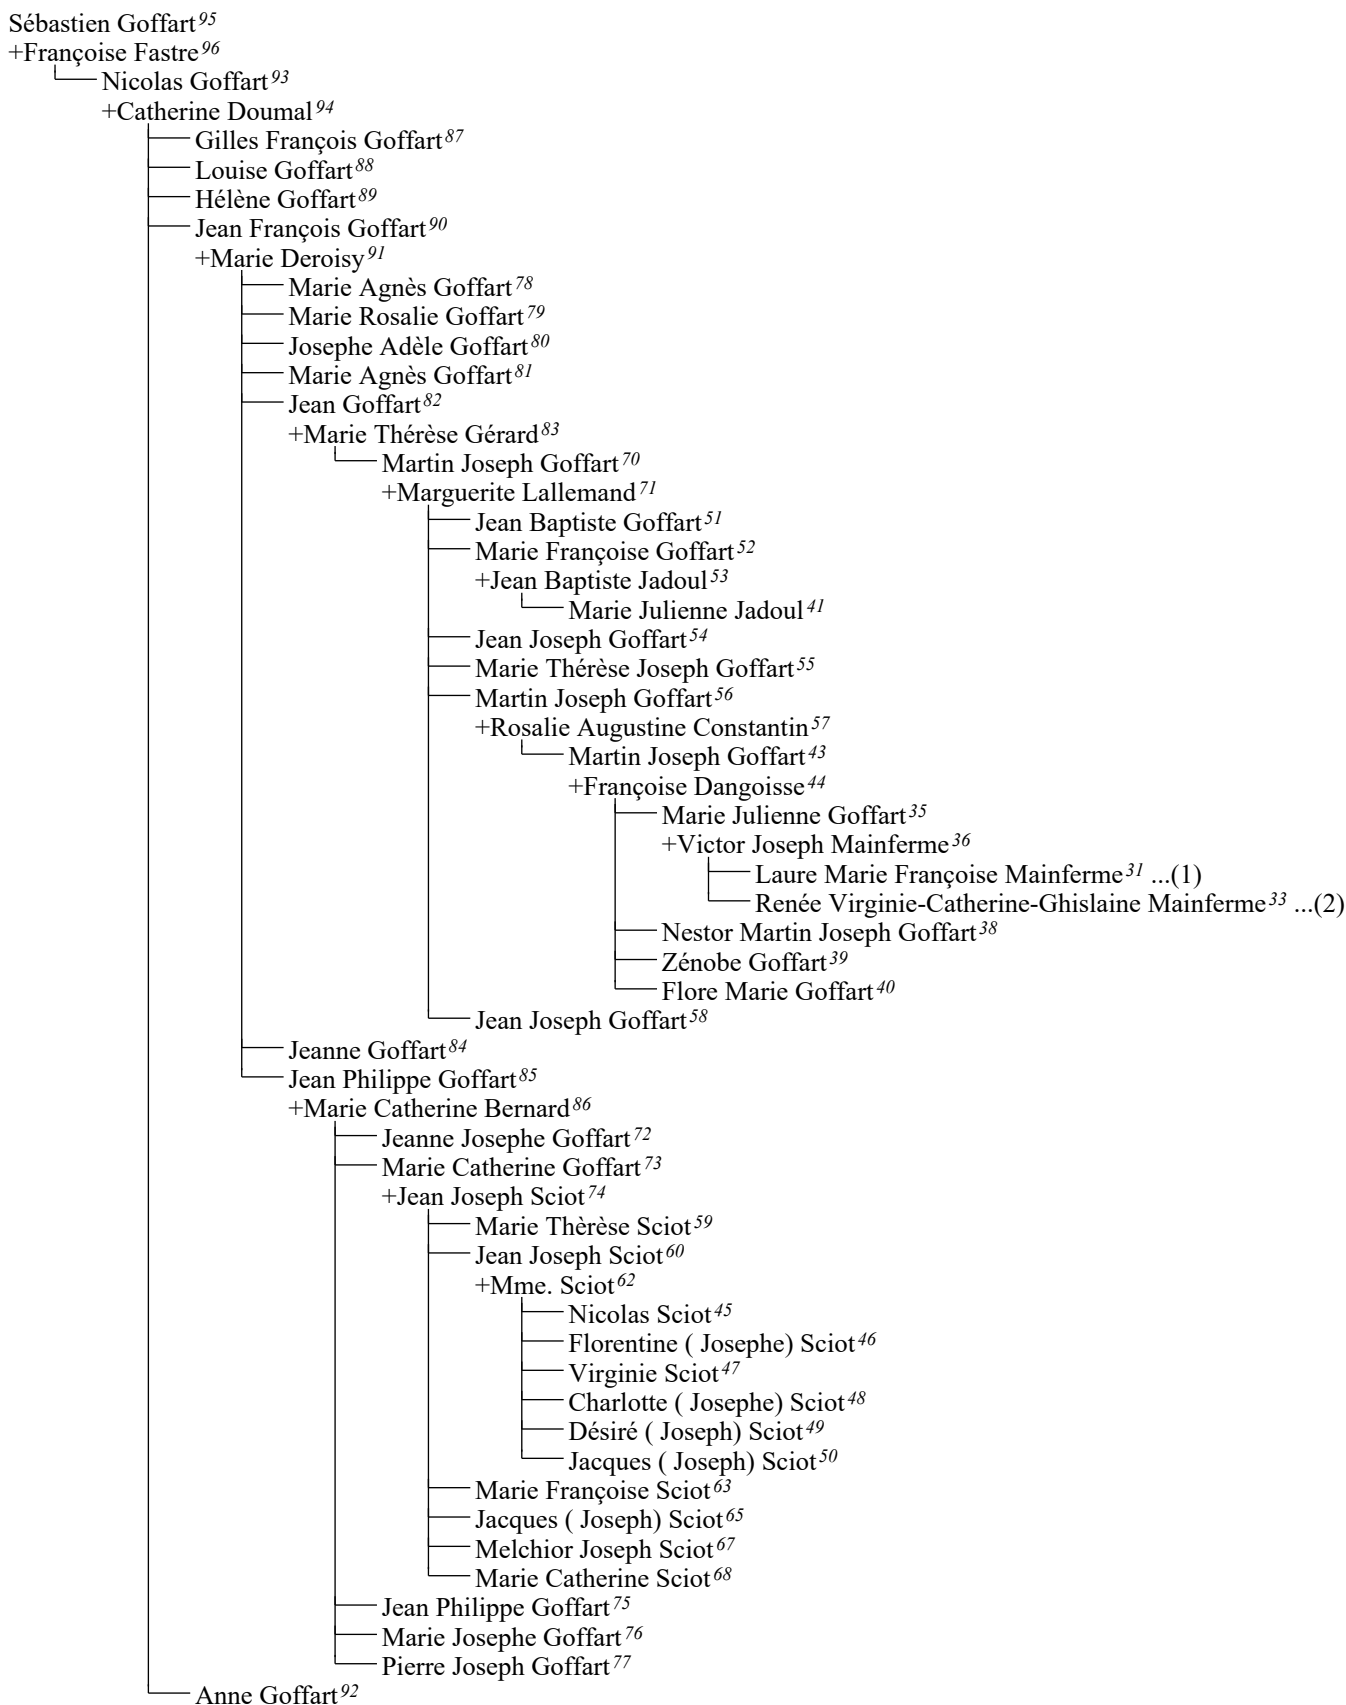 Sébastien Goffart95
+Françoise Fastre96
Nicolas Goffart93
+Catherine Doumal94
Gilles François Goffart87
Louise Goffart88
Hélène Goffart89
Jean François Goffart90
+Marie Deroisy91
Marie Agnès Goffart78
Marie Rosalie Goffart79
Josephe Adèle Goffart80
Marie Agnès Goffart81
Jean Goffart82
+Marie Thérèse Gérard83
Martin Joseph Goffart70
+Marguerite Lallemand71
Jean Baptiste Goffart51
Marie Françoise Goffart52
+Jean Baptiste Jadoul53
Marie Julienne Jadoul41
Jean Joseph Goffart54
Marie Thérèse Joseph Goffart55
Martin Joseph Goffart56
+Rosalie Augustine Constantin57
Martin Joseph Goffart43
+Françoise Dangoisse44
Marie Julienne Goffart35
+Victor Joseph Mainferme36
Laure Marie Françoise Mainferme31 ...(1)
Renée Virginie-Catherine-Ghislaine Mainferme33 ...(2)
Nestor Martin Joseph Goffart38
Zénobe Goffart39
Flore Marie Goffart40
Jean Joseph Goffart58
Jeanne Goffart84
Jean Philippe Goffart85
+Marie Catherine Bernard86
Jeanne Josephe Goffart72
Marie Catherine Goffart73
+Jean Joseph Sciot74
Marie Thèrèse Sciot59
Jean Joseph Sciot60
+Mme. Sciot62
Nicolas Sciot45
Florentine ( Josephe) Sciot46
Virginie Sciot47
Charlotte ( Josephe) Sciot48
Désiré ( Joseph) Sciot49
Jacques ( Joseph) Sciot50
Marie Françoise Sciot63
Jacques ( Joseph) Sciot65
Melchior Joseph Sciot67
Marie Catherine Sciot68
Jean Philippe Goffart75
Marie Josephe Goffart76
Pierre Joseph Goffart77
Anne Goffart92